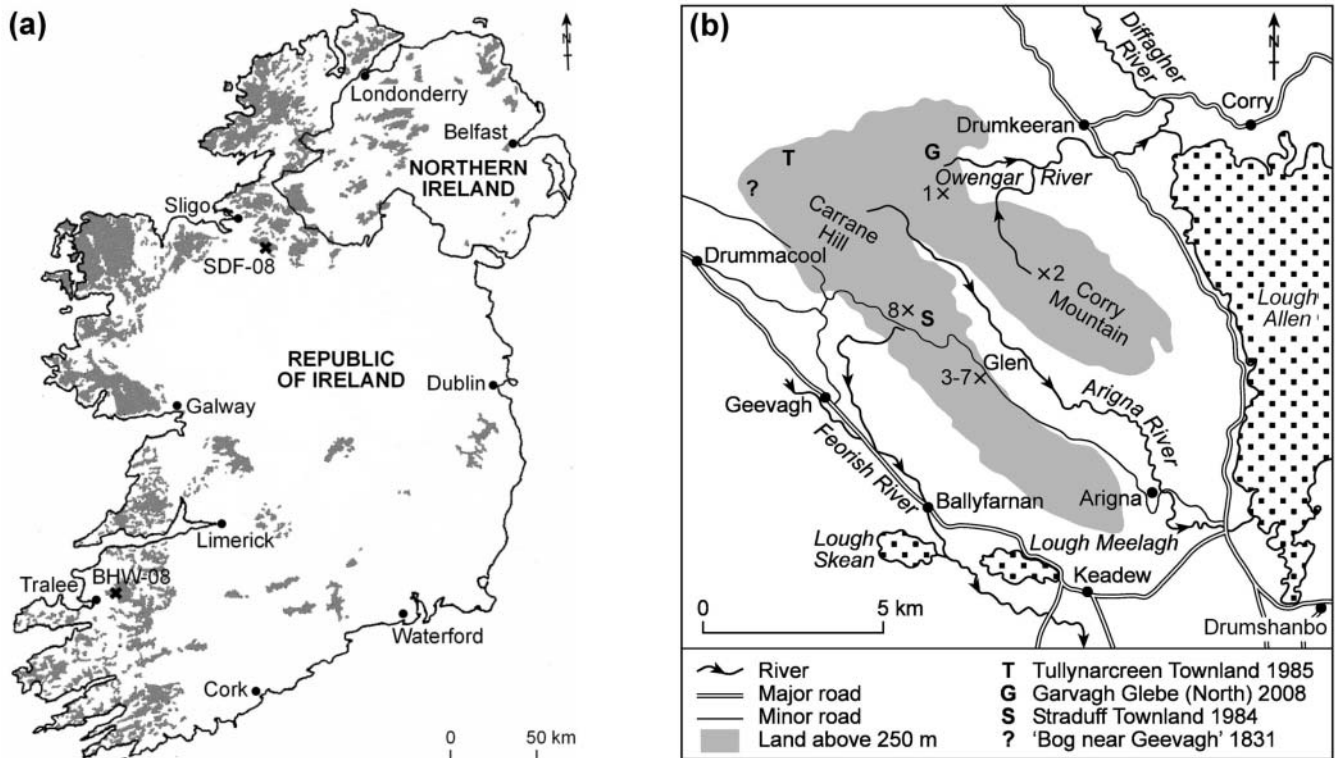 (a)
N
Londonderry
Belfast
NORTHERN
IRELAND
Sligo
SDF-08
REPUBLIC
OF IRELAND
Dublin
Galway
Limerick
Tralee
BHW-08
Waterford
Cork
0 50 km
(b)
N
Diffagher
River
Corry
Drumkeeran
T
G
Owengar River
?
1×
Carrane
Hill
Drummacool
×2
Corry
Mountain
Lough
Allen
8×
S
Glen
3-7×
Geevagh
Arigna
River
Feorish River
Ballyfarnan
Arigna
Lough
Skean
Lough Meelagh
Keadew
0 5 km
Drumshanbo
River
Major road
Minor road
Land above 250 m
T Tullynarcreen Townland 1985
G Garvagh Glebe (North) 2008
S Straduff Townland 1984
? 'Bog near Geevagh' 1831